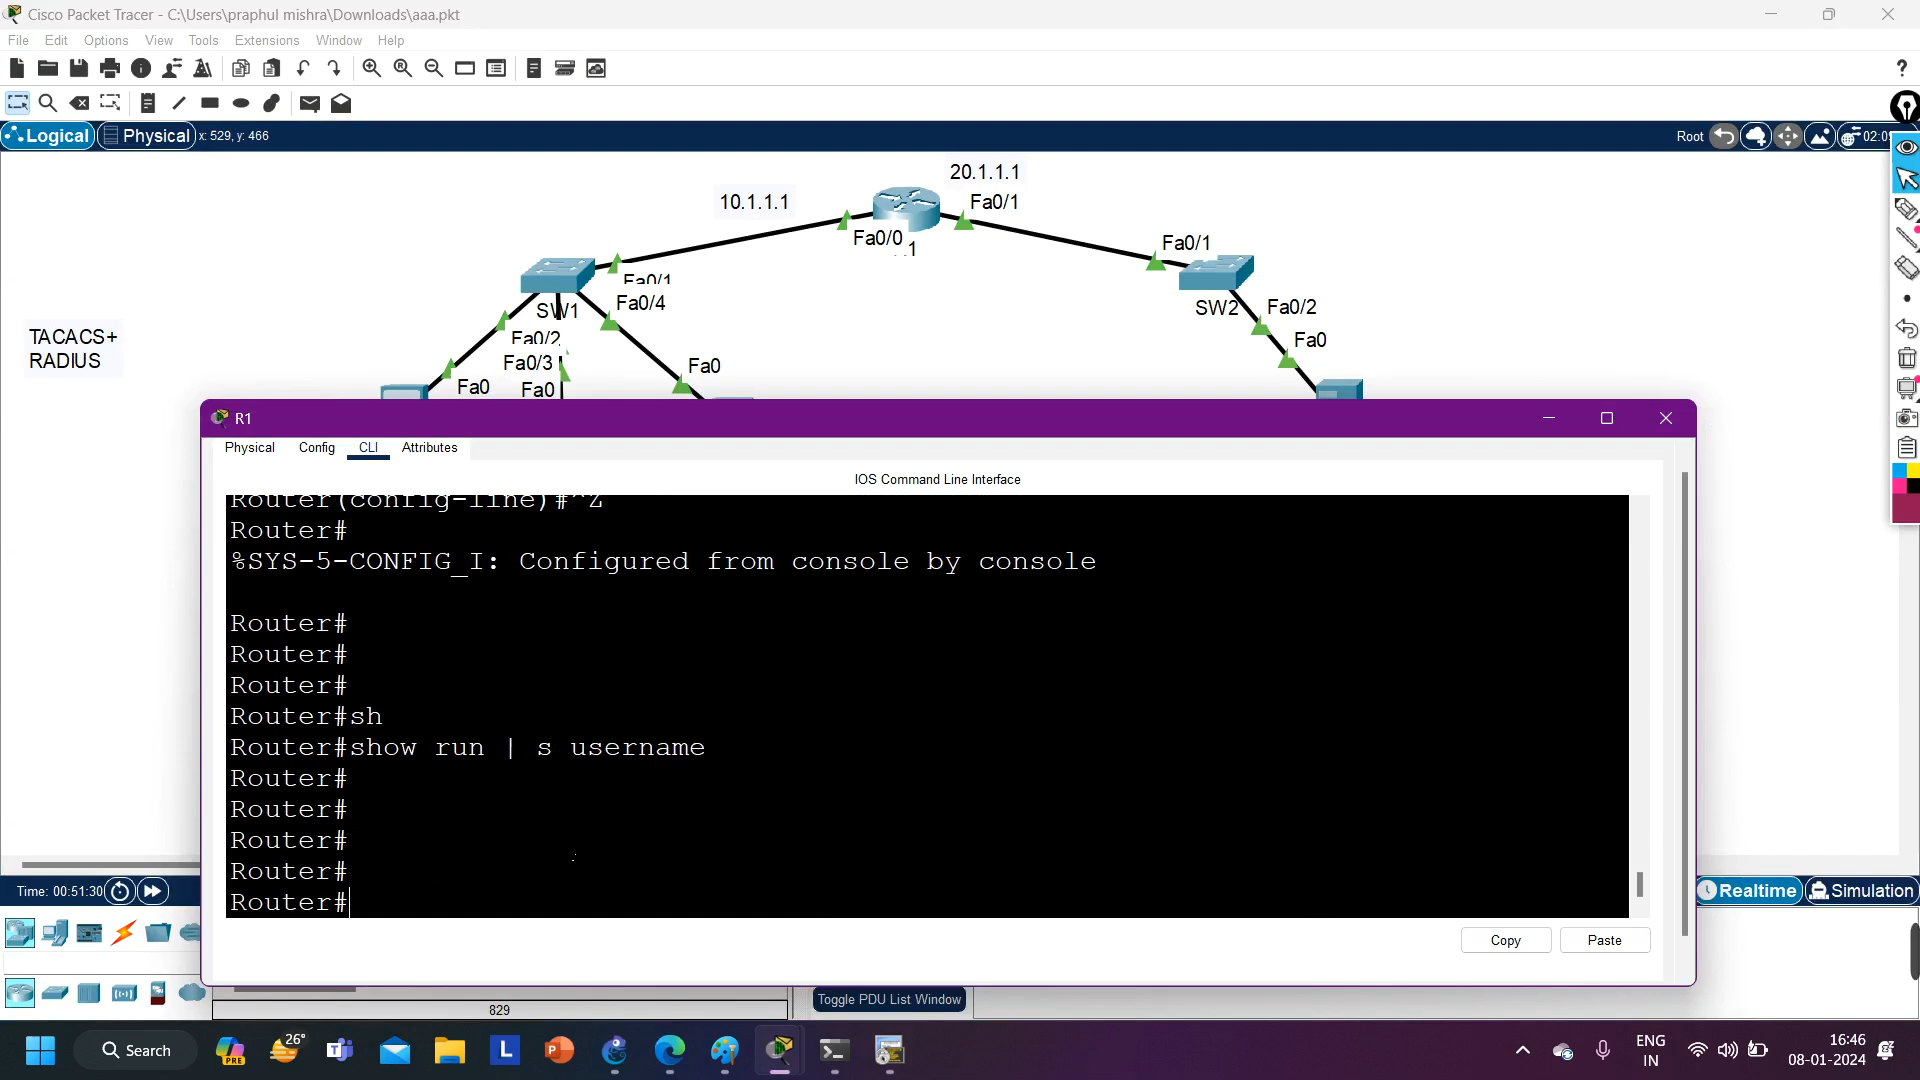 Cisco Packet Tracer - C:\Users\praphul mishra\Downloads\aaa.pkt
File Edit Options View Tools Extensions Window Help
Logical Physical x: 529, y: 466
Root
20.1.1.1
10.1.1.1
Fa0/1
Fa0/0
1
Fa0/1
Fa0/1
Fa0/4
SW1
SW2
Fa0/2
TACACS+
RADIUS
Fa0/2
Fa0
Fa0/3
Fa0
Fa0
Fa0
R1
Physical Config CLI Attributes
IOS Command Line Interface
Router(config-line)#^Z
Router#
%SYS-5-CONFIG_I: Configured from console by console
Router#
Router#
Router#
Router#sh
Router#show run | s username
Router#
Router#
Router#
Router#
Router#
Copy Paste
Time: 00:51:30
Realtime Simulation
829
Toggle PDU List Window
Search
PRE
26°
L
ENG
IN
16:46
08-01-2024